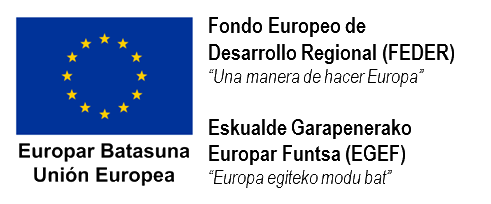 Europar Batasuna
Unión Europea
Fondo Europeo de
Desarrollo Regional (FEDER)
“Una manera de hacer Europa”
Eskualde Garapenerako
Europar Funtsa (EGEF)
“Europa egiteko modu bat”